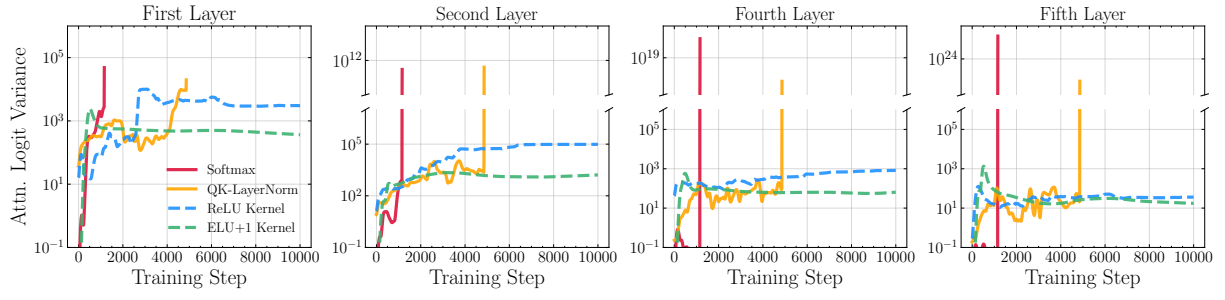 First Layer
Second Layer
Fourth Layer
Fifth Layer
Attn. Logit Variance
10^5
10^3
10^1
10^−1
Softmax
QK-LayerNorm
ReLU Kernel
ELU+1 Kernel
0 2000 4000 6000 8000 10000
Training Step
10^12
10^5
10^2
10^−1
0 2000 4000 6000 8000 10000
Training Step
10^19
10^5
10^3
10^1
10^−1
0 2000 4000 6000 8000 10000
Training Step
10^24
10^5
10^3
10^1
10^−1
0 2000 4000 6000 8000 10000
Training Step